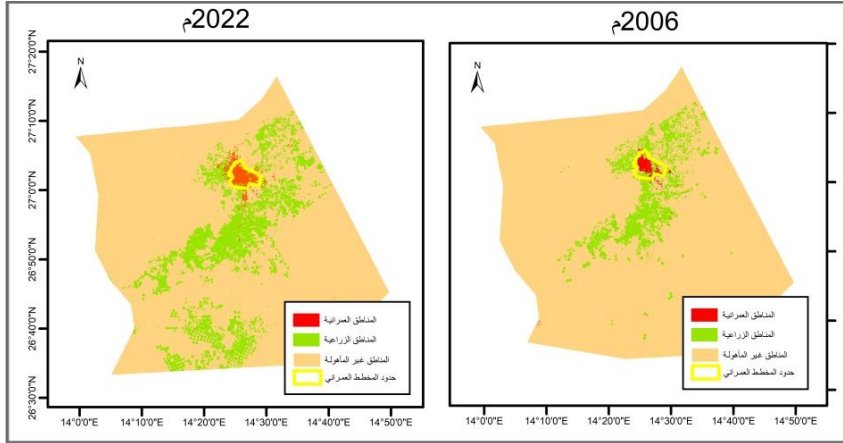 2022م
2006م
N
27°20'0"N
27°10'0"N
27°0'0"N
26°50'0"N
26°40'0"N
26°30'0"N
المناطق العمرانية
المناطق الزراعية
المناطق غير المأهولة
حدود المخطط العمراني
14°0'0"E 14°10'0"E 14°20'0"E 14°30'0"E 14°40'0"E 14°50'0"E
N
المناطق العمرانية
المناطق الزراعية
المناطق غير المأهولة
حدود المخطط العمراني
14°0'0"E 14°10'0"E 14°20'0"E 14°30'0"E 14°40'0"E 14°50'0"E